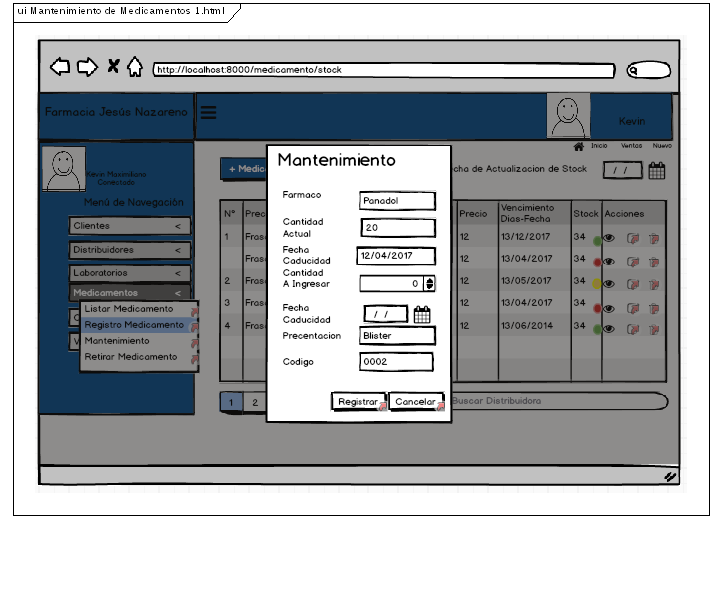 ui Mantenimiento de Medicamentos 1.html
http://localhost:8000/medicamento/stock
Farmacia Jesús Nazareno
Kevin
Inicio Ventas Nuevo
Kevin Maximiliano
Conectado
Menú de Navegación
Clientes <
Distribuidores <
Laboratorios <
Medicamentos <
Listar Medicamento
Registro Medicamento
Mantenimiento
Retirar Medicamento
+ Medic
cha de Actualizacion de Stock / /
N° Prec Precio Vencimiento Dias-Fecha Stock Acciones
1 Fras 12 13/12/2017 34
Fras 12 13/04/2017 34
2 Fras 12 13/05/2017 34
3 Fras 12 13/04/2017 34
4 Fras 12 13/06/2014 34
1 2
Buscar Distribuidora
Mantenimiento
Farmaco Panadol
Cantidad
Actual 20
Fecha
Caducidad 12/04/2017
Cantidad
A Ingresar 0
Fecha
Caducidad / /
Precentacion Blister
Codigo 0002
Registrar Cancelar